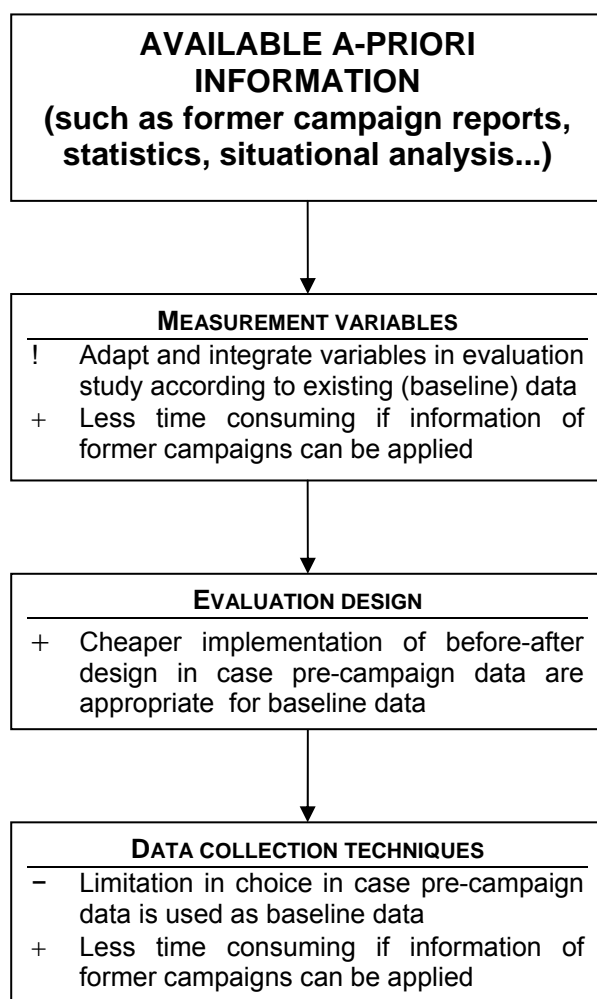 AVAILABLE A-PRIORI
INFORMATION
(such as former campaign reports,
statistics, situational analysis...)
MEASUREMENT VARIABLES
! Adapt and integrate variables in evaluation
study according to existing (baseline) data
+ Less time consuming if information of
former campaigns can be applied
EVALUATION DESIGN
+ Cheaper implementation of before-after
design in case pre-campaign data are
appropriate for baseline data
DATA COLLECTION TECHNIQUES
− Limitation in choice in case pre-campaign
data is used as baseline data
+ Less time consuming if information of
former campaigns can be applied